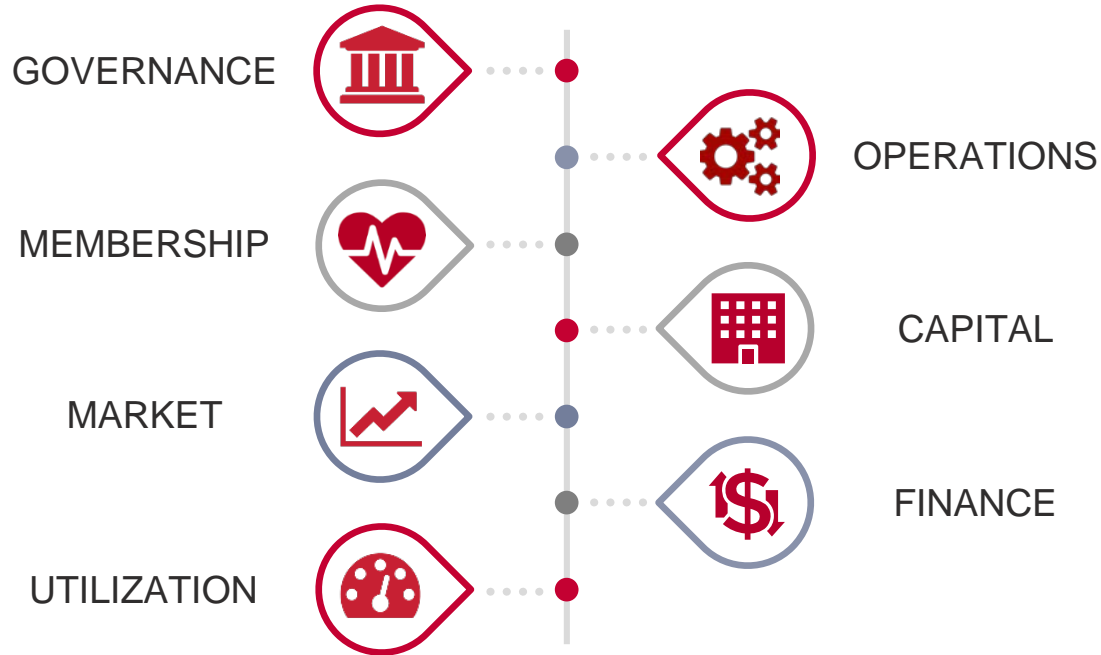 GOVERNANCE
OPERATIONS
MEMBERSHIP
CAPITAL
MARKET
FINANCE
UTILIZATION